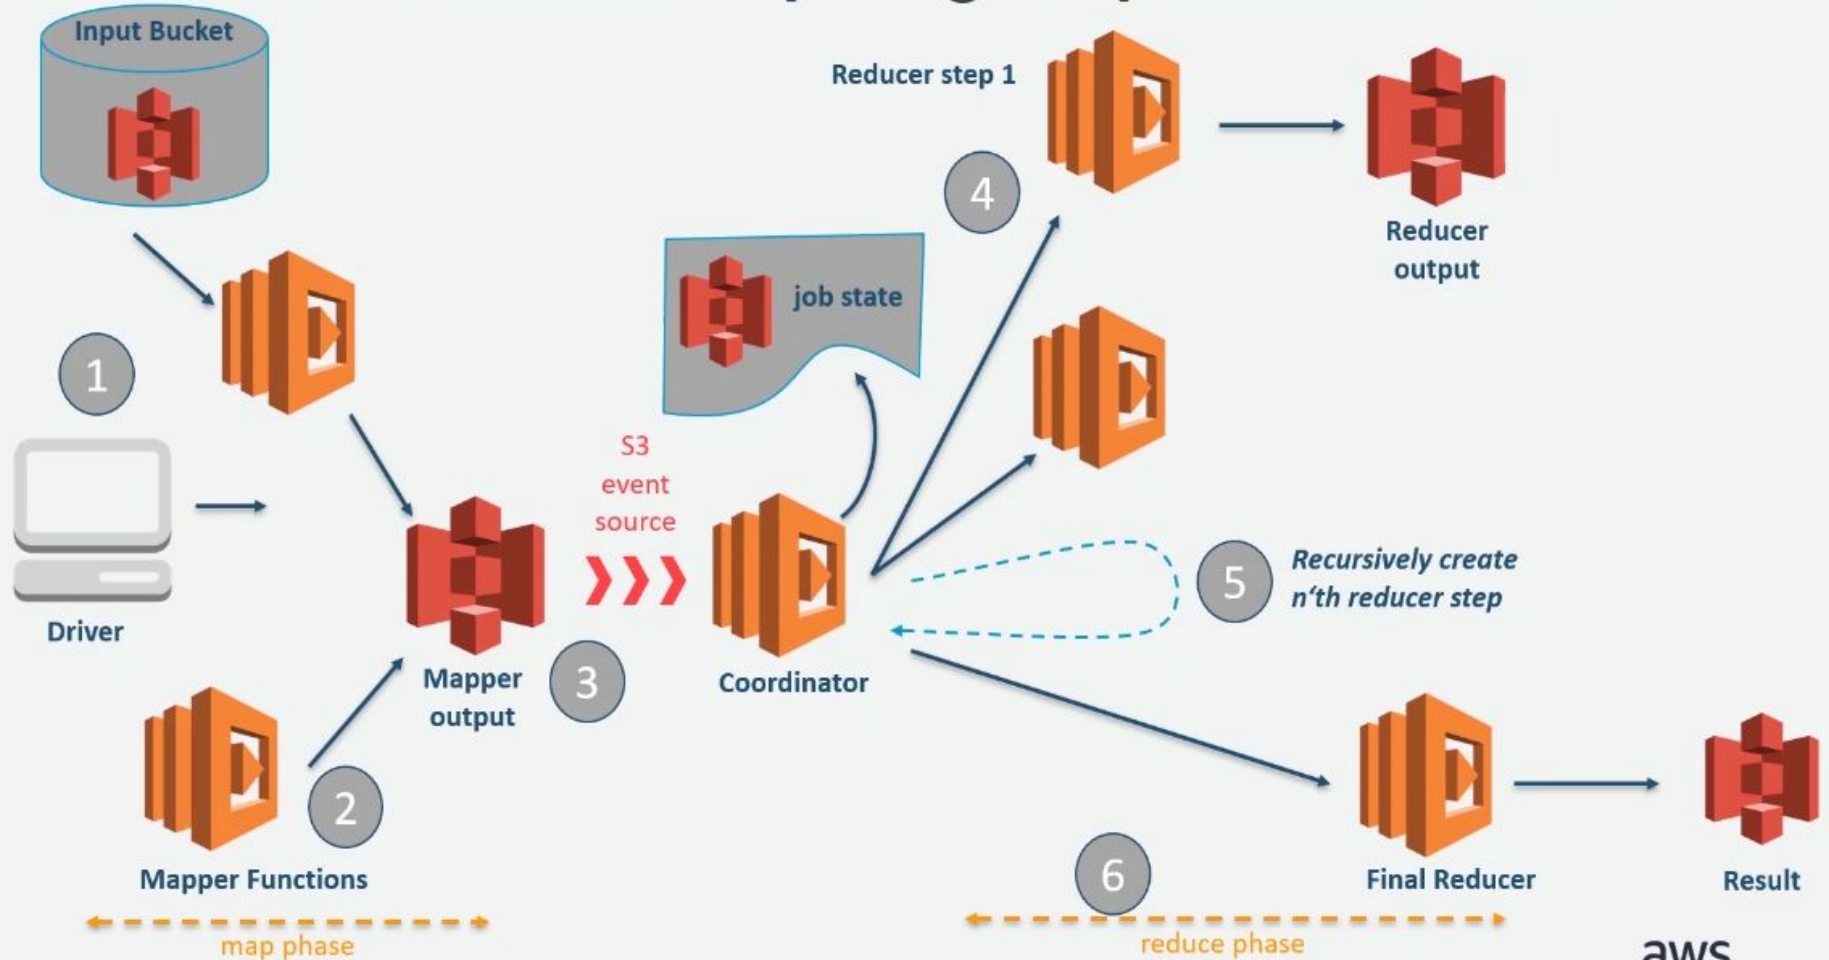 Input Bucket
Reducer step 1
4
Reducer
output
job state
1
S3
event
source
5
Recursively create
n'th reducer step
Driver
Mapper
output
3
Coordinator
2
Mapper Functions
6
Final Reducer
Result
map phase
reduce phase
aws